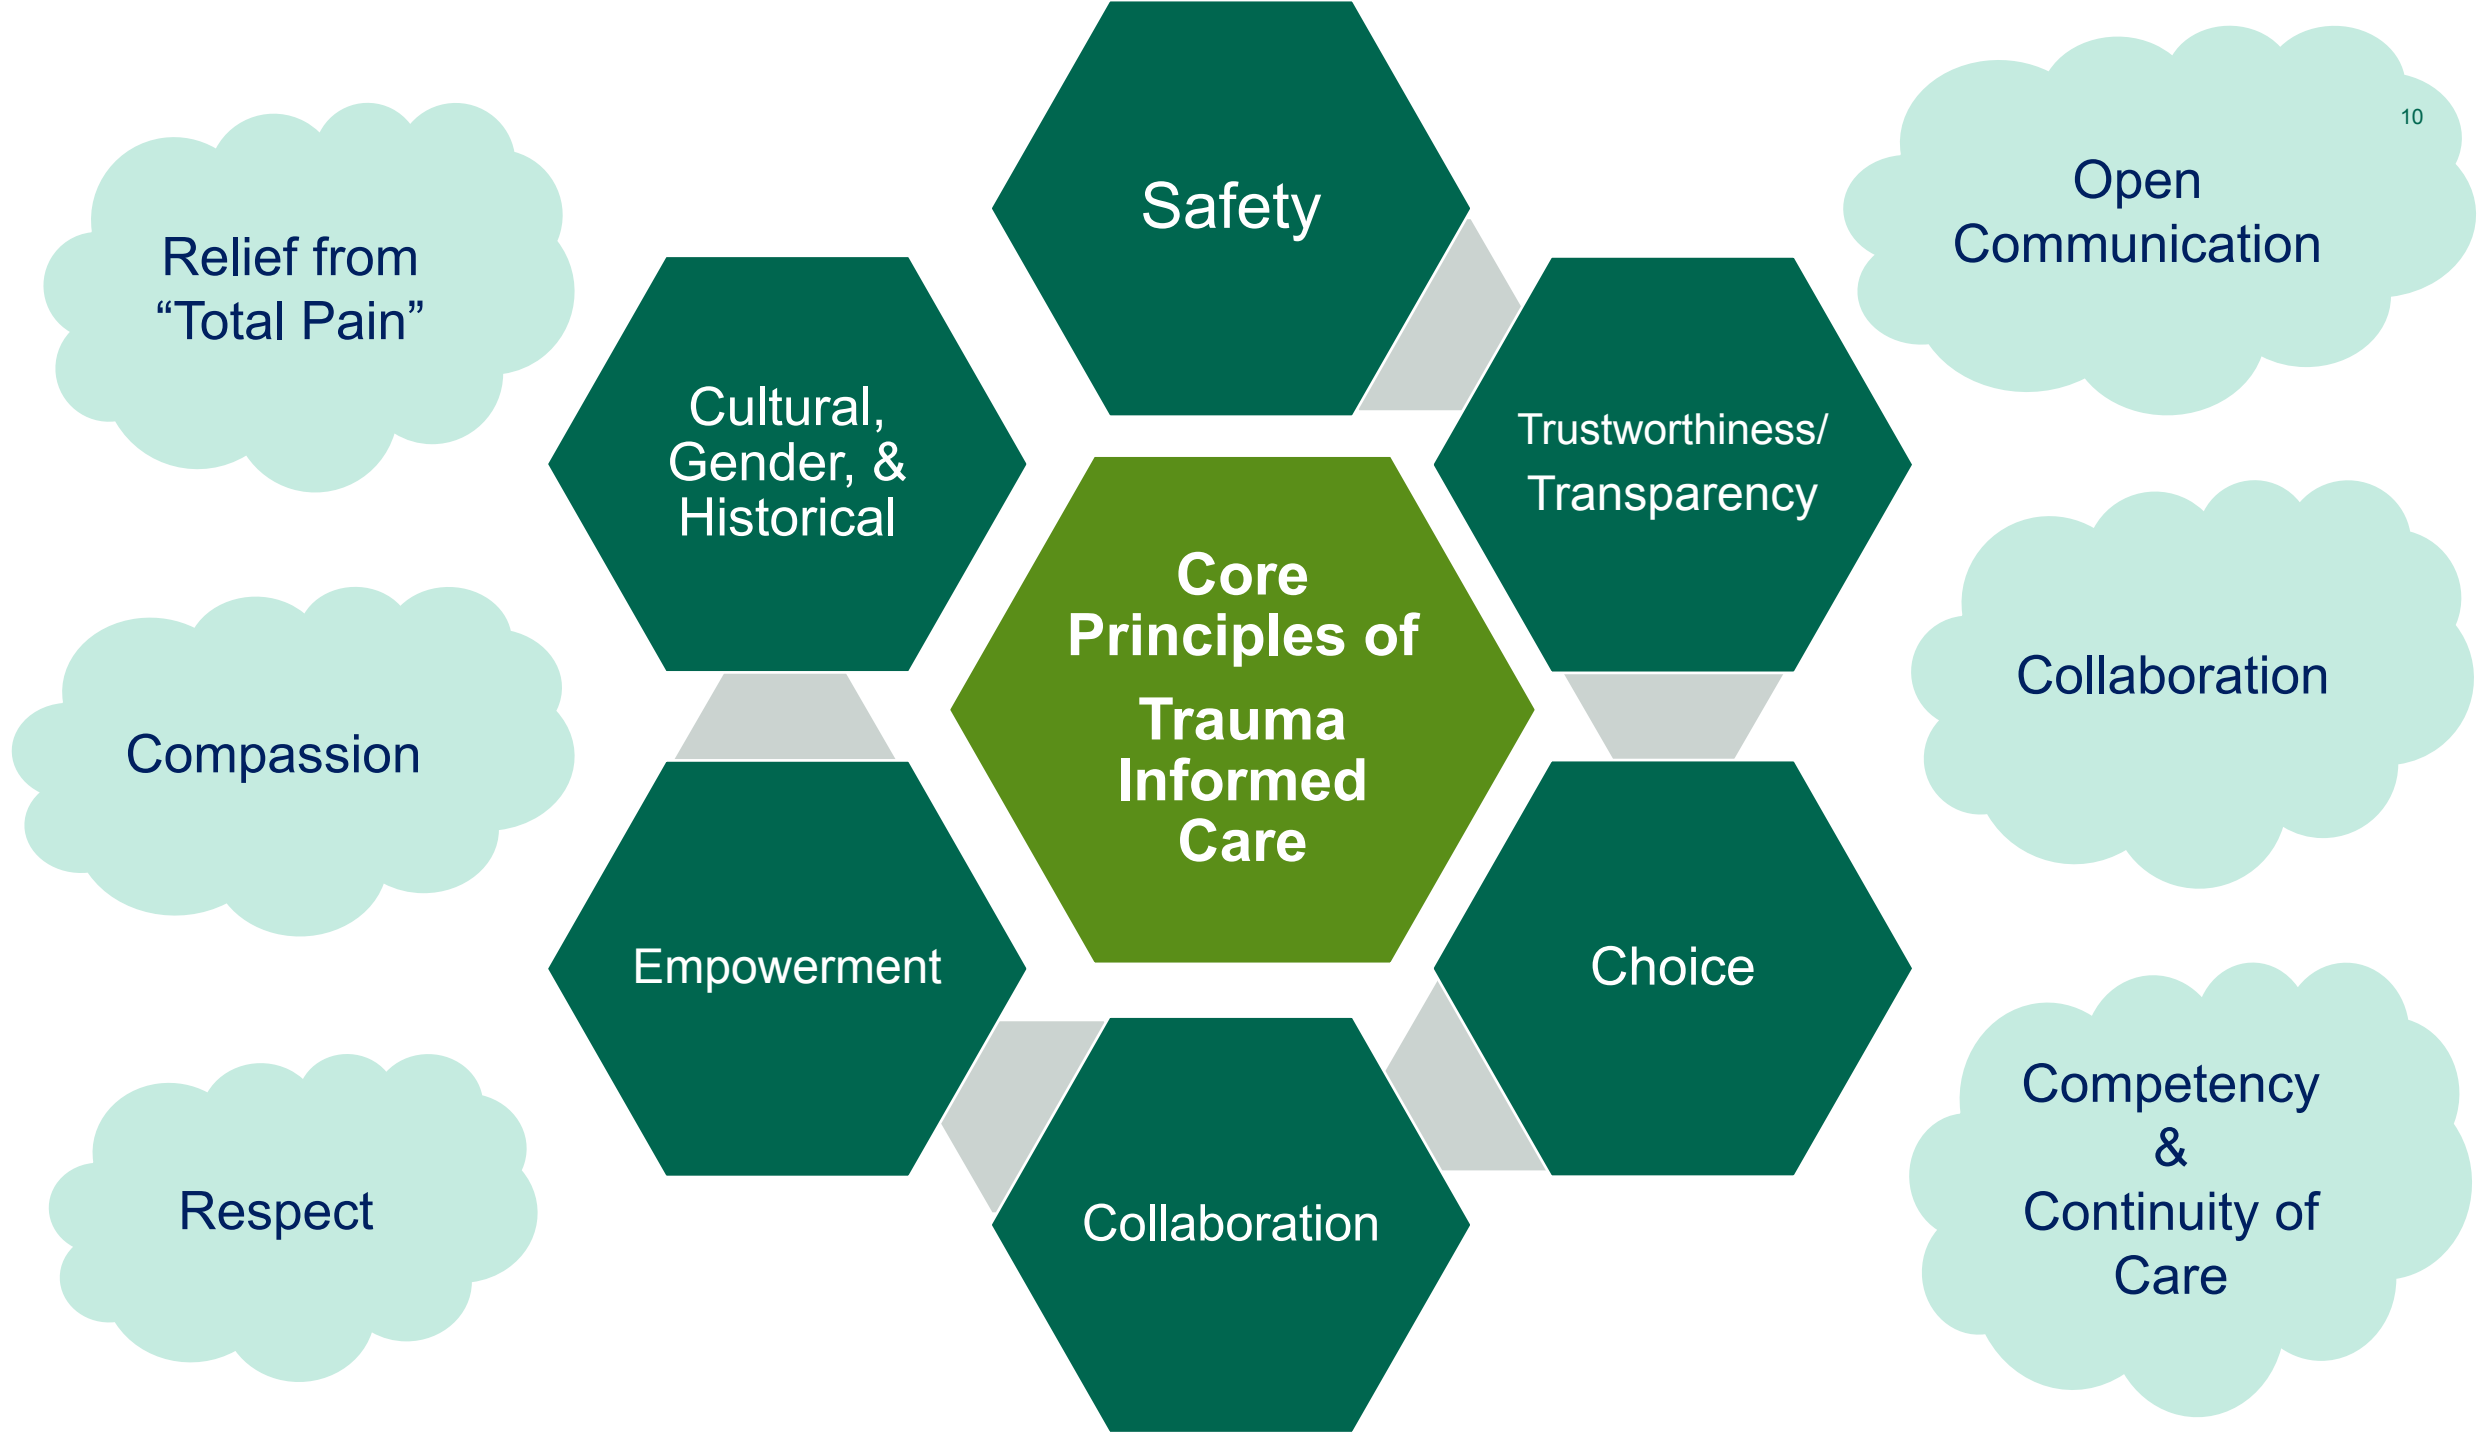 10
Safety
Open
Communication
Relief from
“Total Pain”
Cultural,
Gender, &
Historical
Trustworthiness/
Transparency
Core
Principles of
Trauma
Informed
Care
Collaboration
Compassion
Empowerment
Choice
Respect
Collaboration
Competency
&
Continuity of
Care